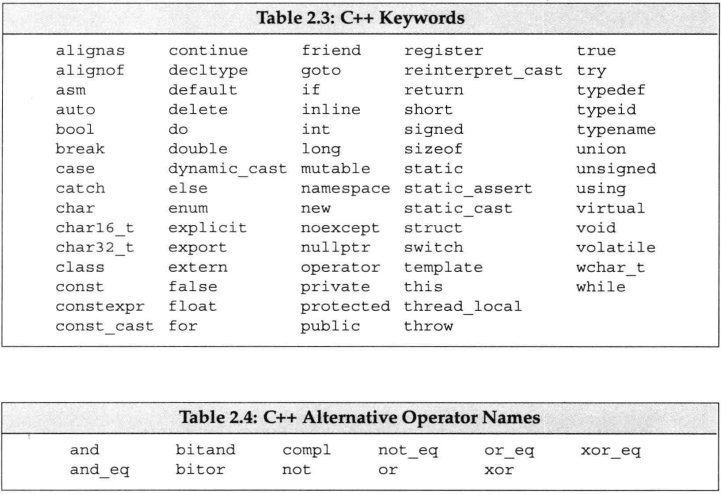 Table 2.3: C++ Keywords
alignas continue friend register true
alignof decltype goto reinterpret_cast try
asm default if return typedef
auto delete inline short typeid
bool do int signed typename
break double long sizeof union
case dynamic_cast mutable static unsigned
catch else namespace static_assert using
char enum new static_cast virtual
char16_t explicit noexcept struct void
char32_t export nullptr switch volatile
class extern operator template wchar_t
const false private this while
constexpr float protected thread_local
const_cast for public throw
Table 2.4: C++ Alternative Operator Names
and bitand compl not_eq or_eq xor_eq
and_eq bitor not or xor